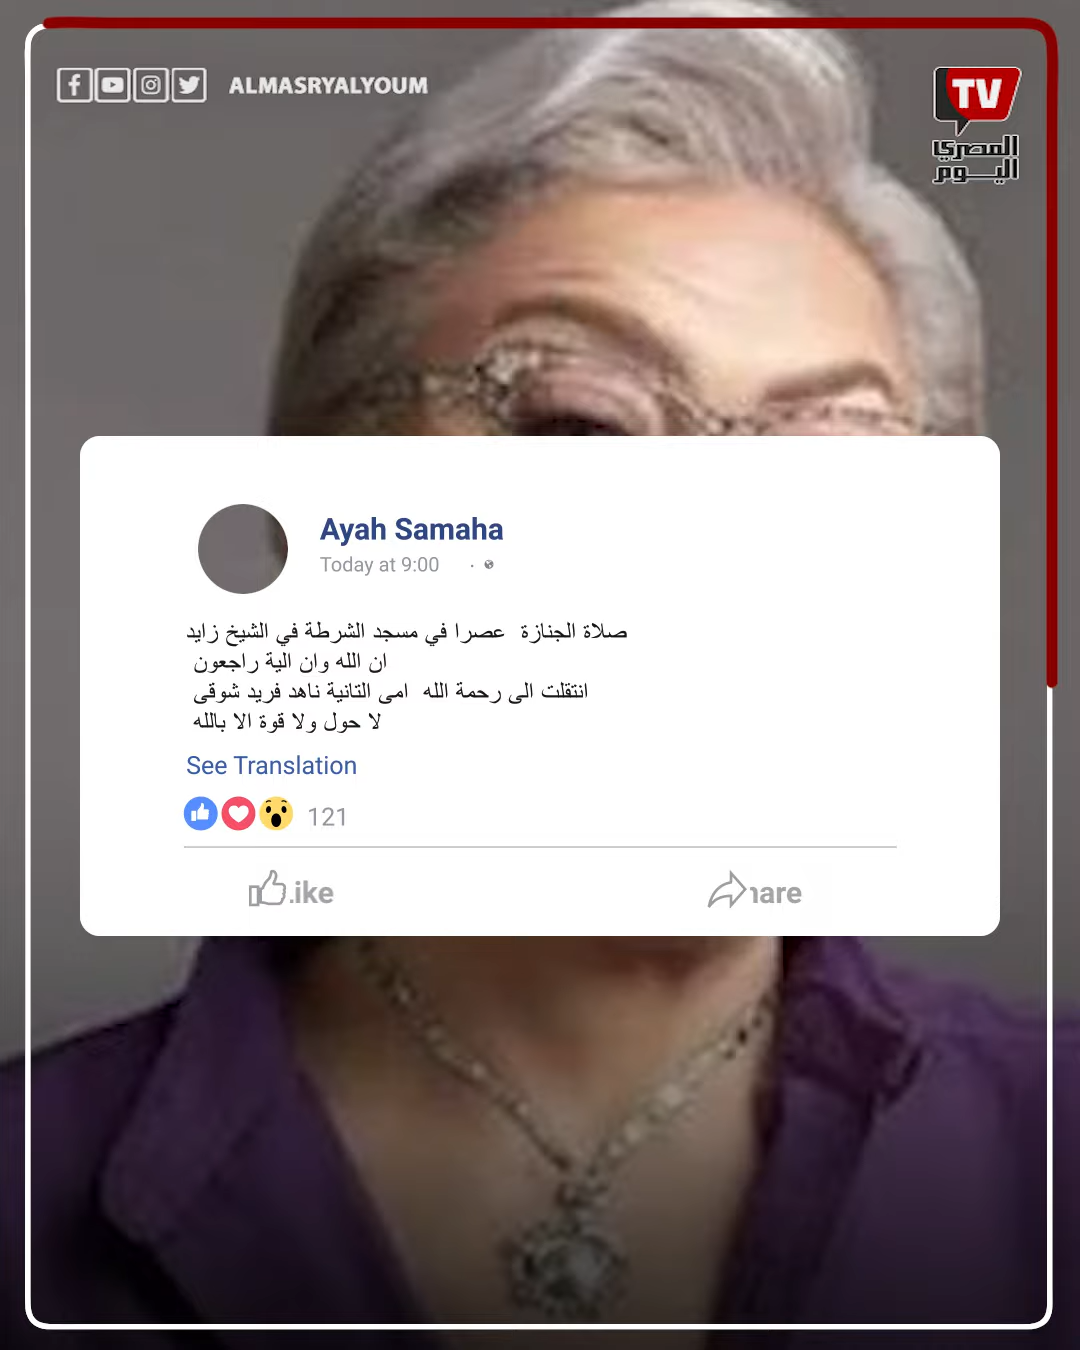 ALMASRYALYOUM
TV
المصري
اليوم
Ayah Samaha
Today at 9:00
صلاة الجنازة عصرا في مسجد الشرطة في الشيخ زايد
ان الله وان الية راجعون
انتقلت الى رحمة الله امى التانية ناهد فريد شوقى
لا حول ولا قوة الا بالله
See Translation
121
.ike
hare